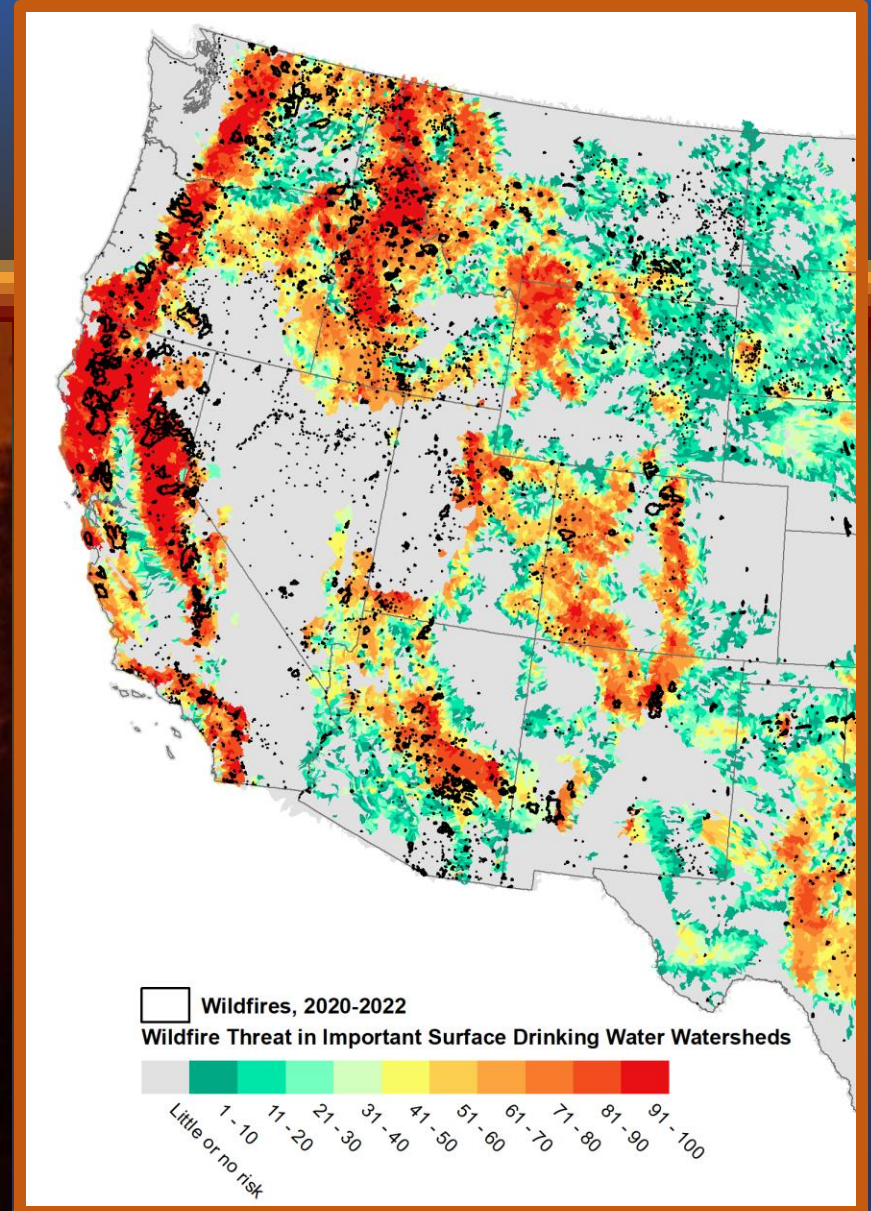 Wildfires, 2020-2022
Wildfire Threat in Important Surface Drinking Water Watersheds
Little or no risk
1 - 10
11 - 20
21 - 30
31 - 40
41 - 50
51 - 60
61 - 70
71 - 80
81 - 90
91 - 100